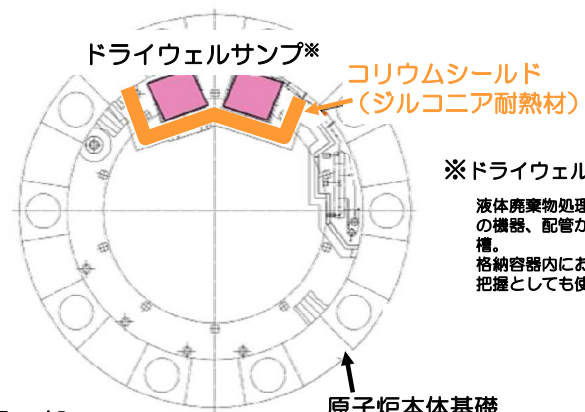 ドライウェルサンプ※
コリウムシールド
（ジルコニア耐熱材）
※ドライウェル
液体廃棄物処理
の機器、配管か
槽。
格納容器内にお
把握としても使
原子炉本体基礎